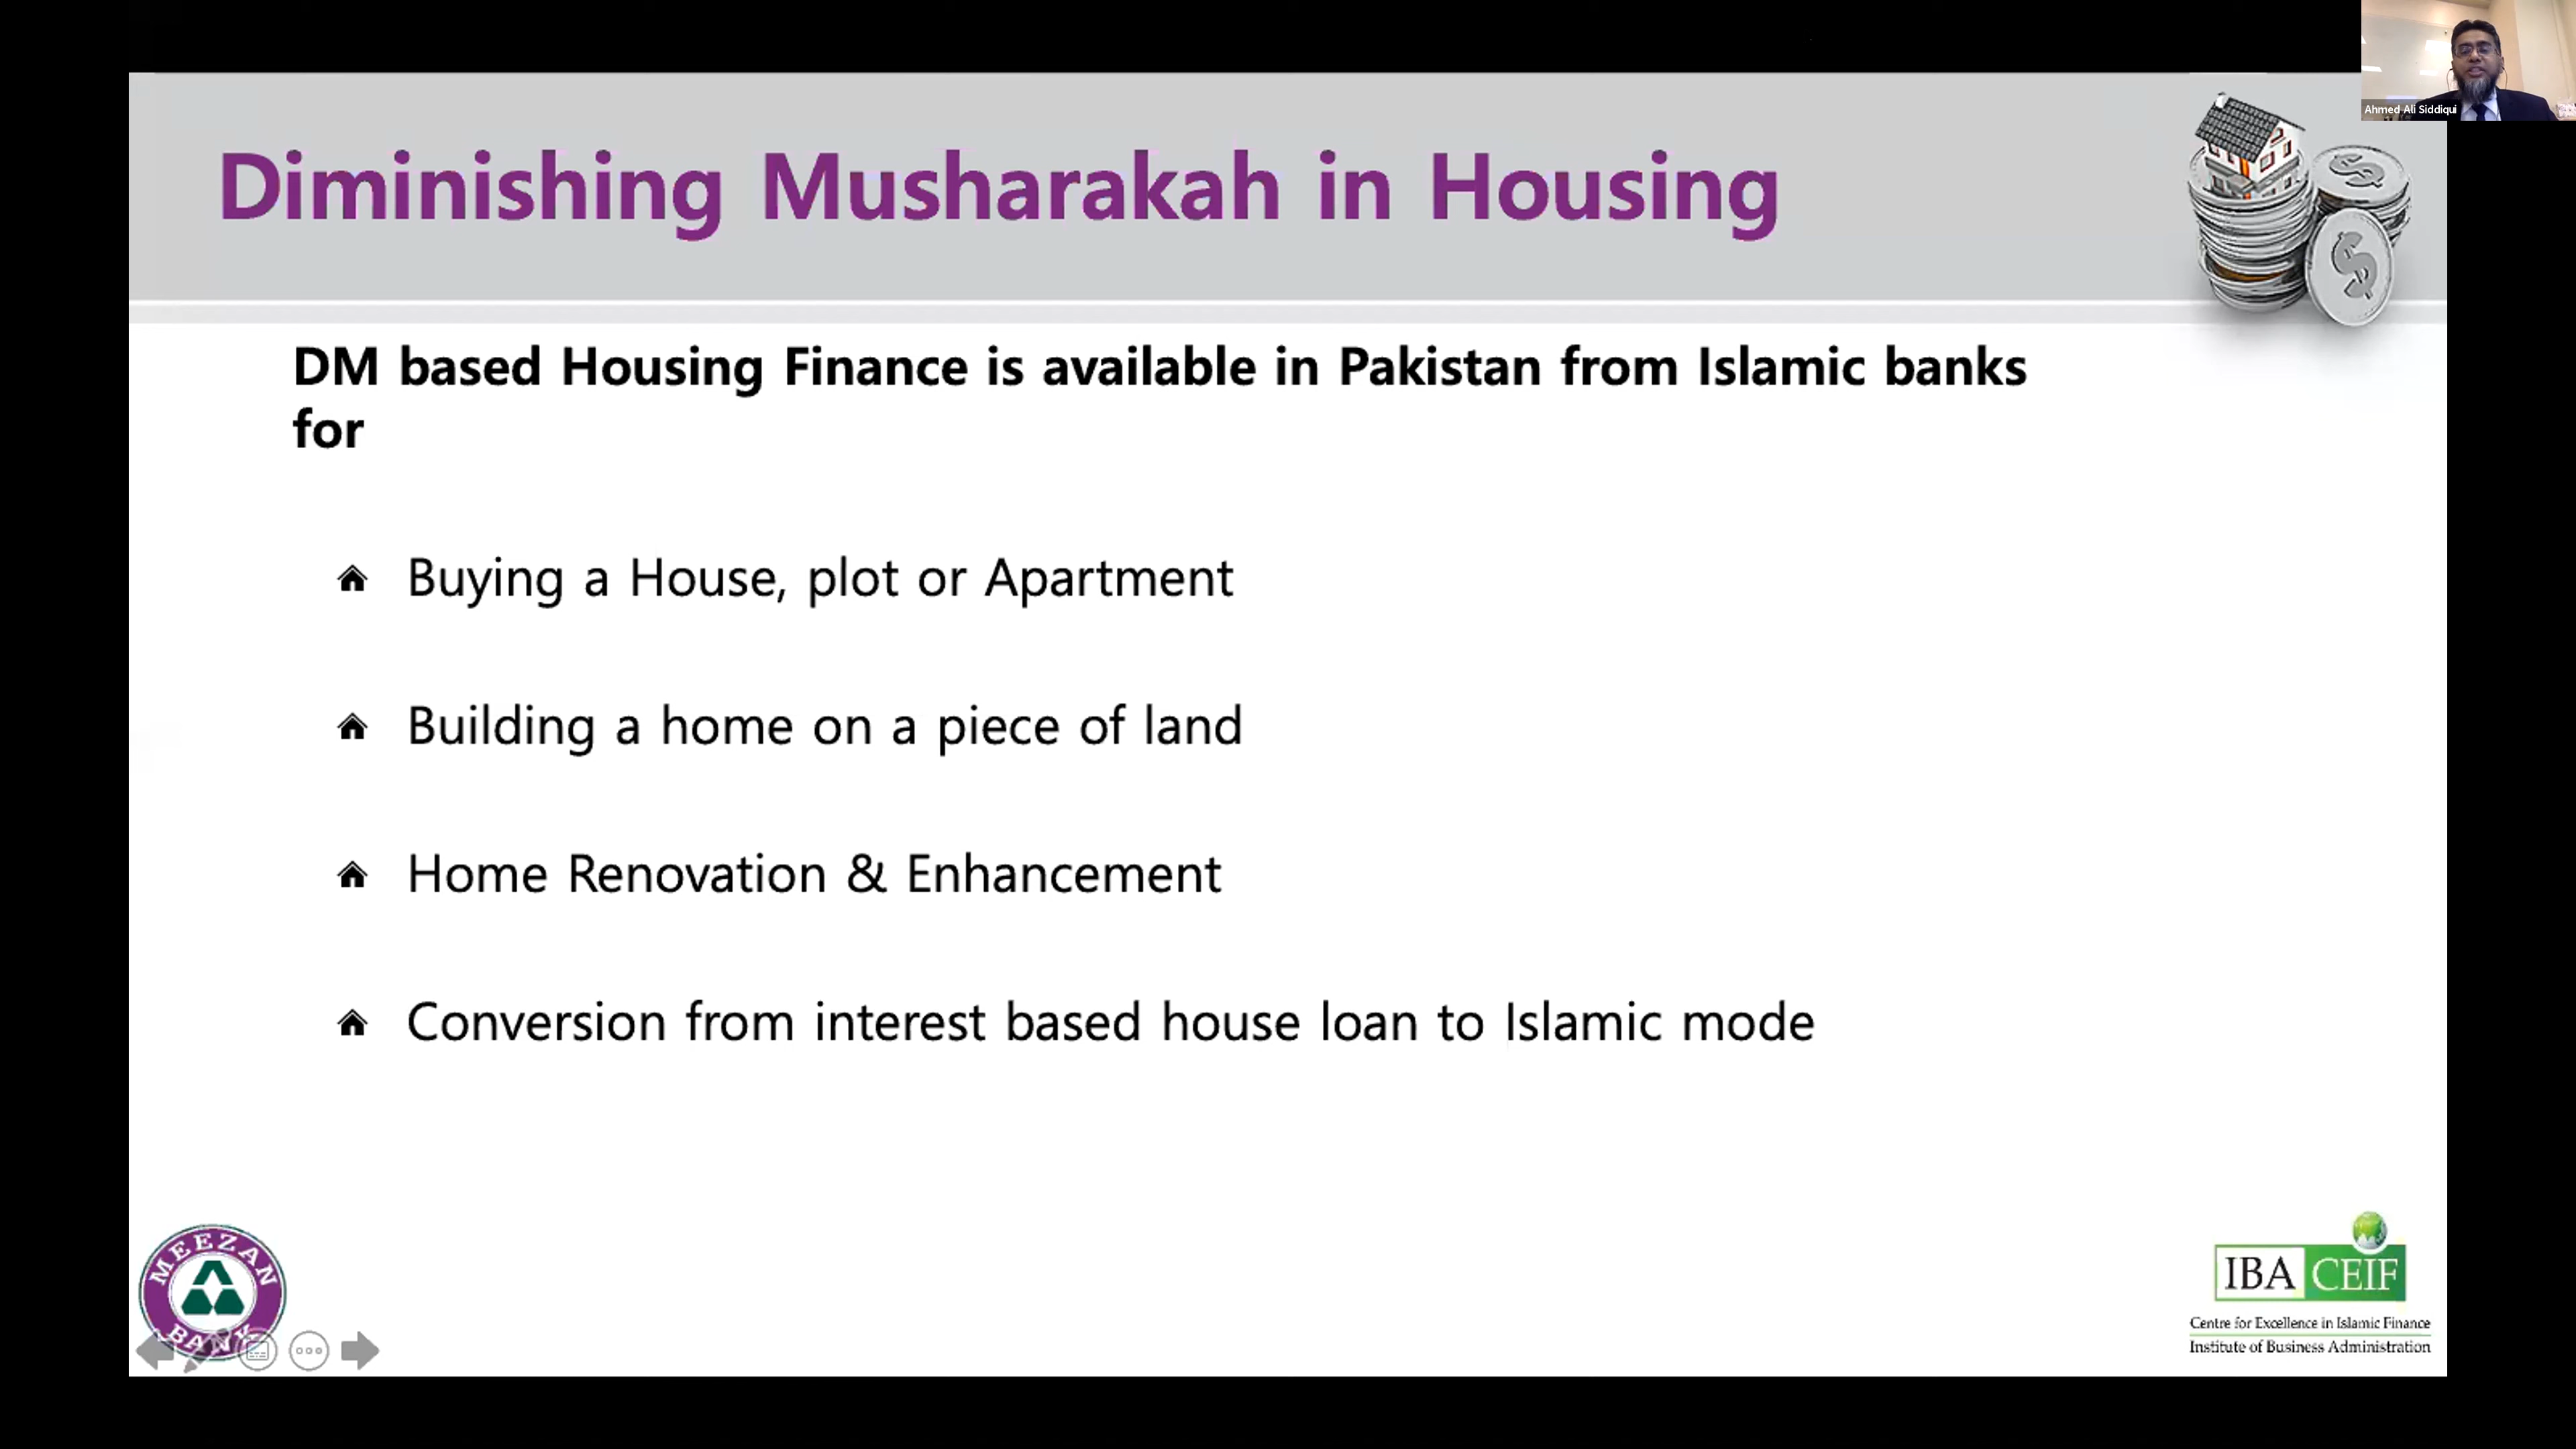 Ahmed Ali Siddiqui
Diminishing Musharakah in Housing
DM based Housing Finance is available in Pakistan from Islamic banks
for
Buying a House, plot or Apartment
Building a home on a piece of land
Home Renovation & Enhancement
Conversion from interest based house loan to Islamic mode
MEEZAN
BANK
IBA CEIF
Centre for Excellence in Islamic Finance
Institute of Business Administration